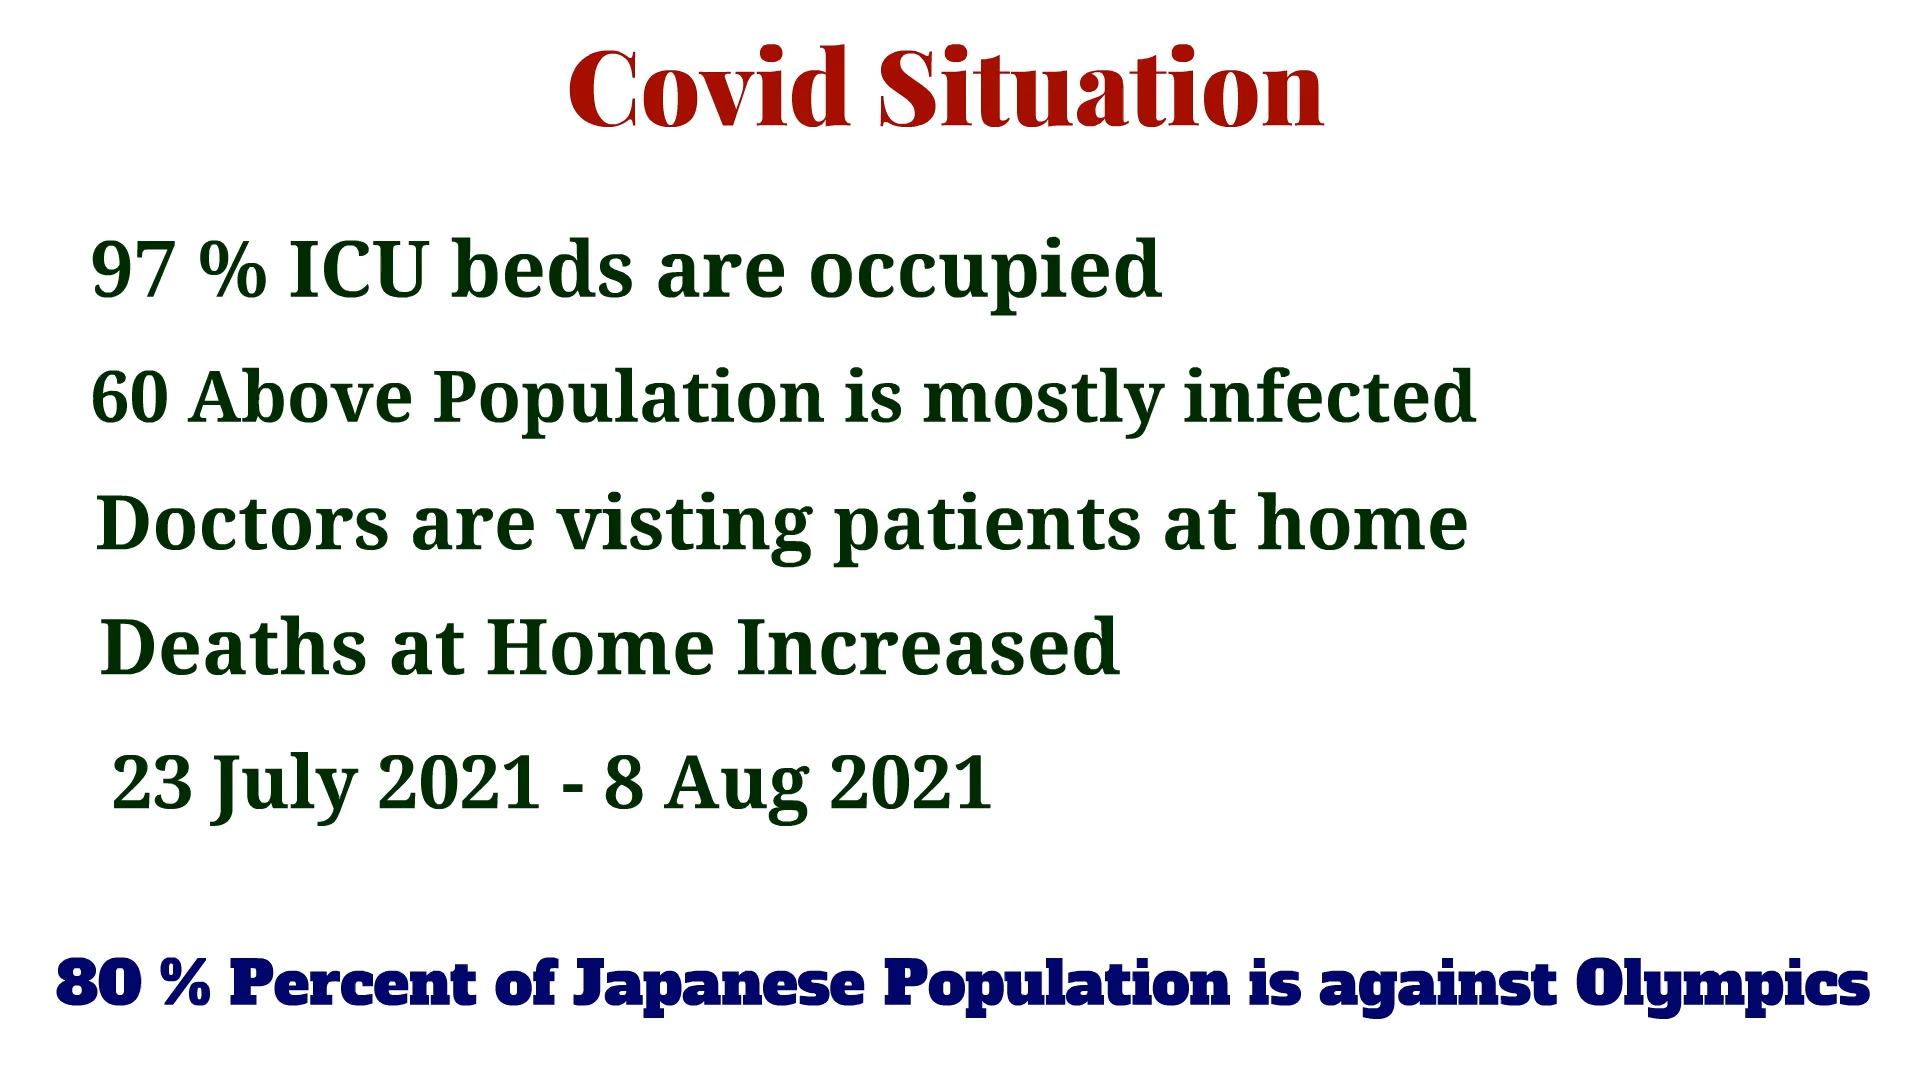 Covid Situation
97 % ICU beds are occupied
60 Above Population is mostly infected
Doctors are visting patients at home
Deaths at Home Increased
23 July 2021 - 8 Aug 2021
80 % Percent of Japanese Population is against Olympics